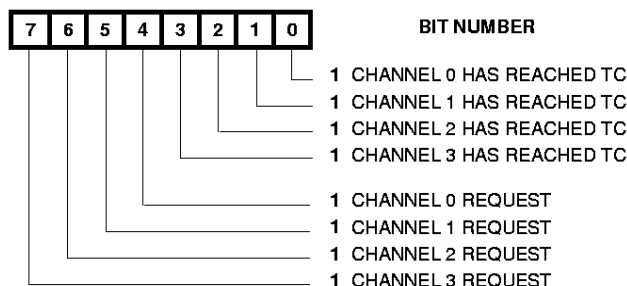 7 6 5 4 3 2 1 0 BIT NUMBER
1 CHANNEL 0 HAS REACHED TC
1 CHANNEL 1 HAS REACHED TC
1 CHANNEL 2 HAS REACHED TC
1 CHANNEL 3 HAS REACHED TC
1 CHANNEL 0 REQUEST
1 CHANNEL 1 REQUEST
1 CHANNEL 2 REQUEST
1 CHANNEL 3 REQUEST